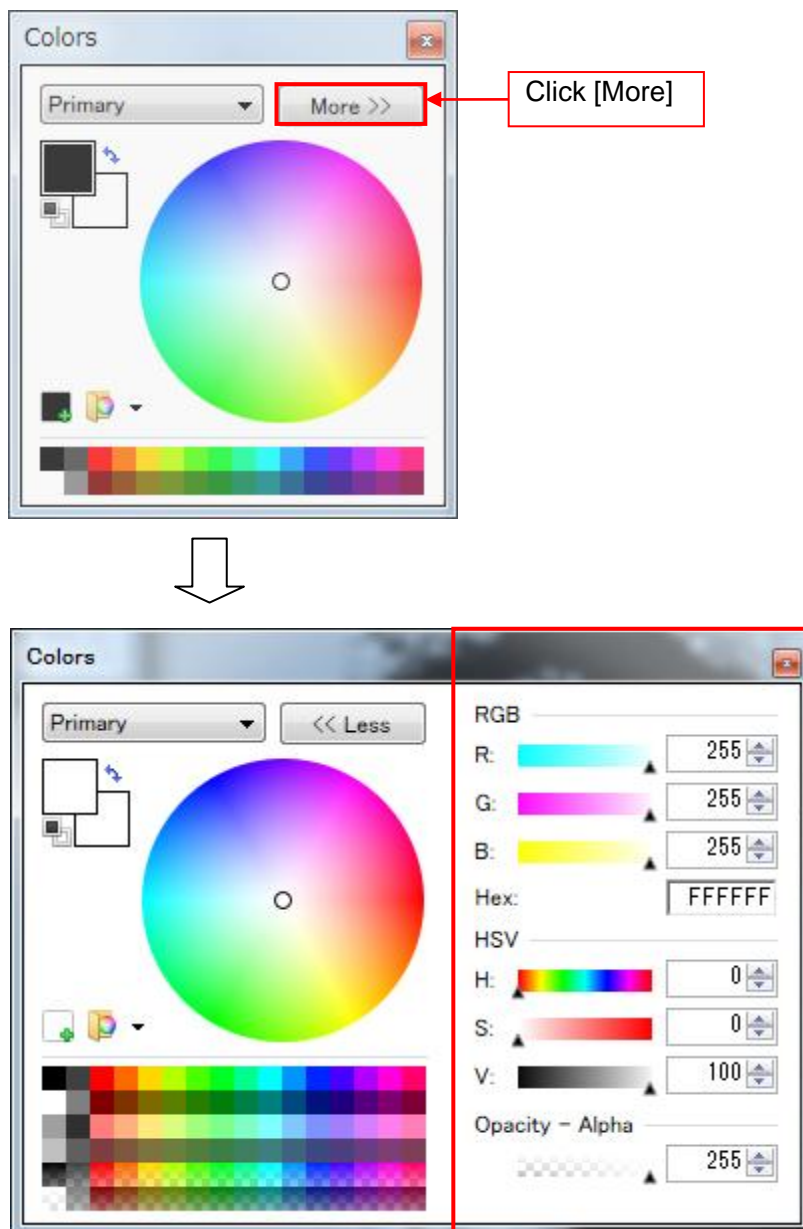 Colors
Primary
More >>
Click [More]
Colors
Primary
<< Less
RGB
R: 255
G: 255
B: 255
Hex: FFFFFF
HSV
H: 0
S: 0
V: 100
Opacity - Alpha
255